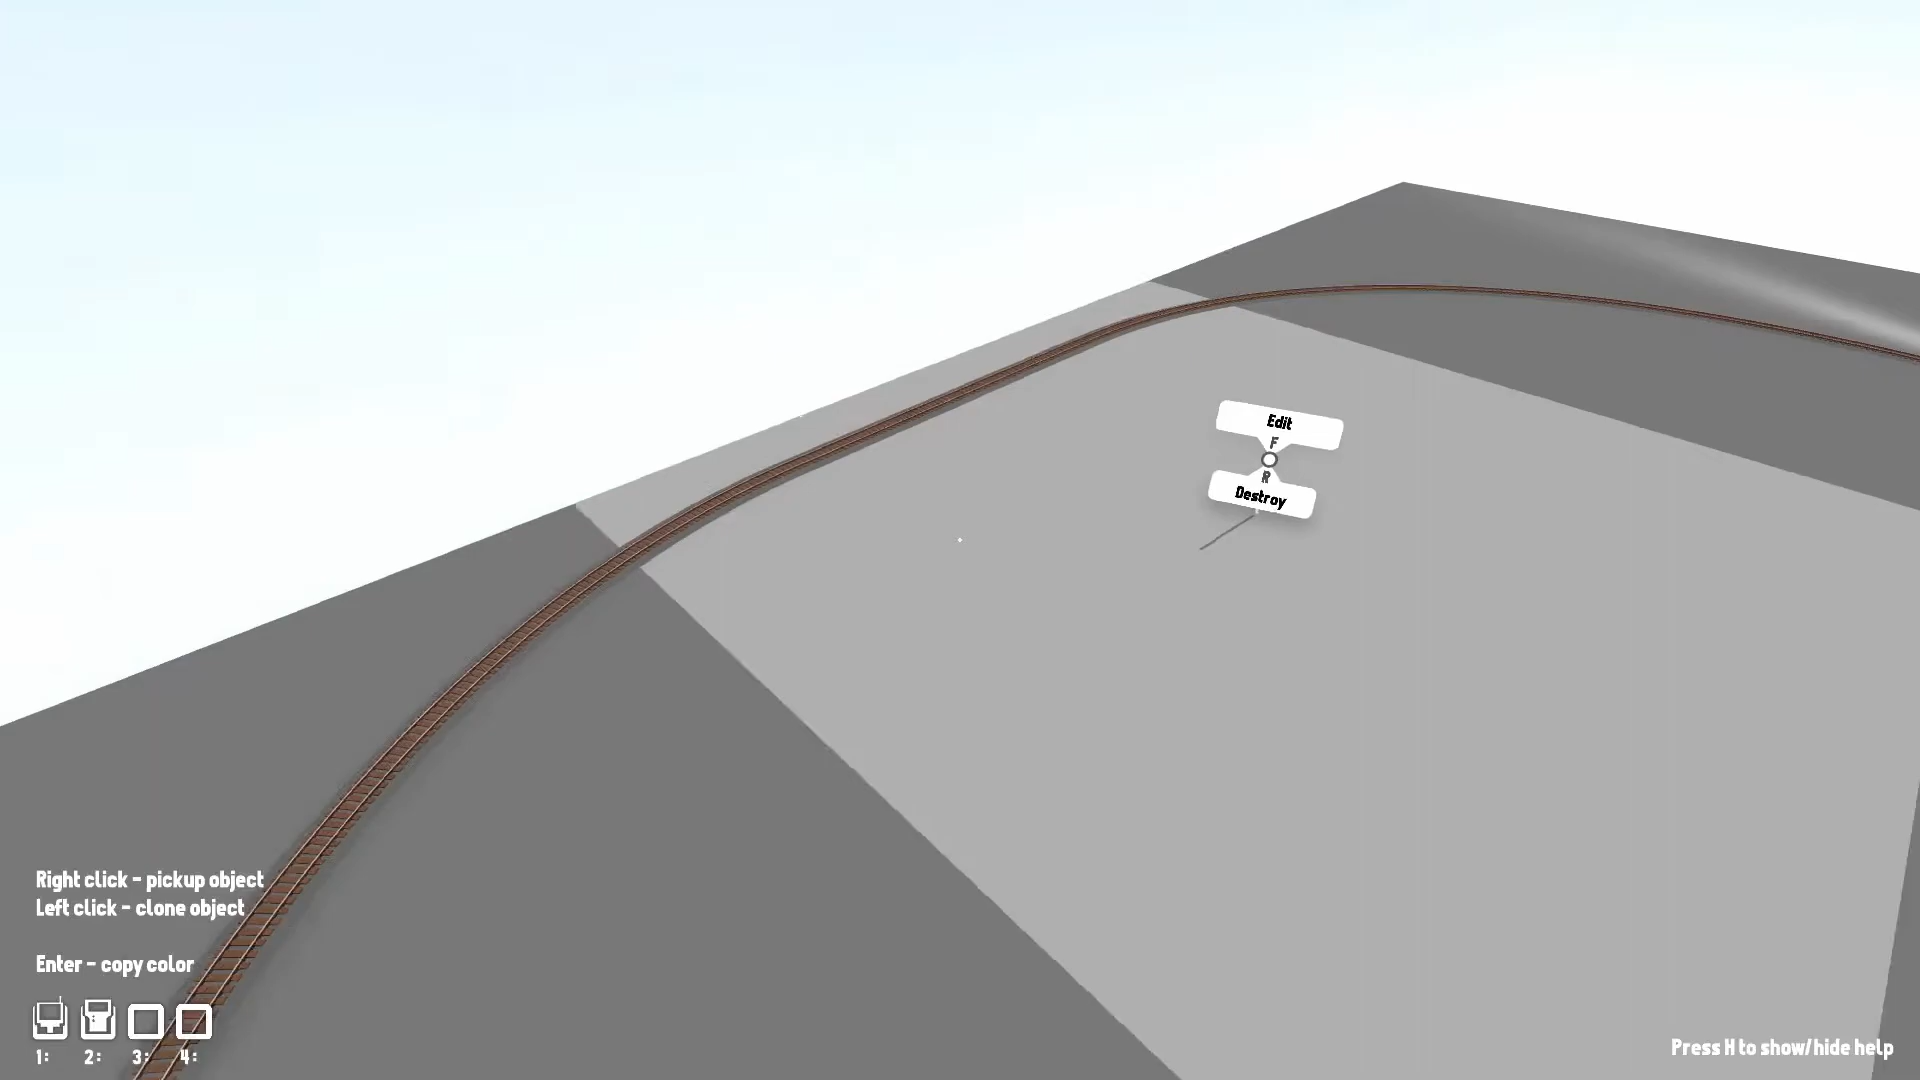 Edit
F
R
Destroy
Right click - pickup object
Left click - clone object
Enter - copy color
1: 2: 3: 4:
Press H to show/hide help